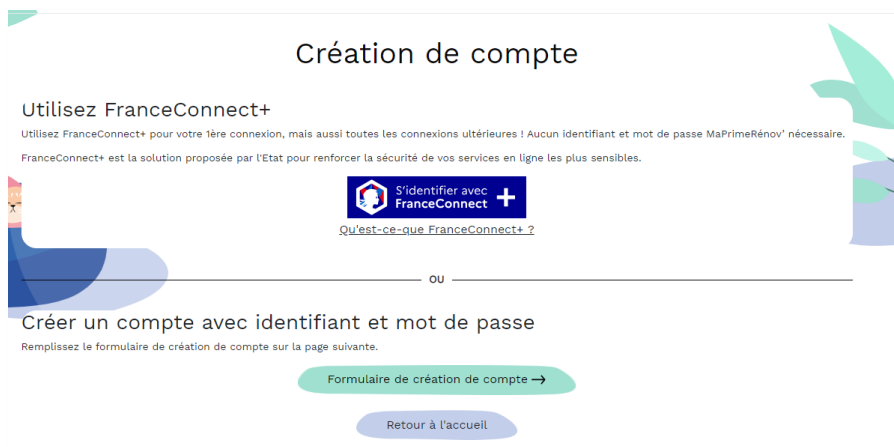 Création de compte
Utilisez FranceConnect+
Utilisez FranceConnect+ pour votre 1ère connexion, mais aussi toutes les connexions ultérieures ! Aucun identifiant et mot de passe MaPrimeRénov' nécessaire.
FranceConnect+ est la solution proposée par l'Etat pour renforcer la sécurité de vos services en ligne les plus sensibles.
S'identifier avec
FranceConnect +
Qu'est-ce-que FranceConnect+ ?
OU
Créer un compte avec identifiant et mot de passe
Remplissez le formulaire de création de compte sur la page suivante.
Formulaire de création de compte →
Retour à l'accueil